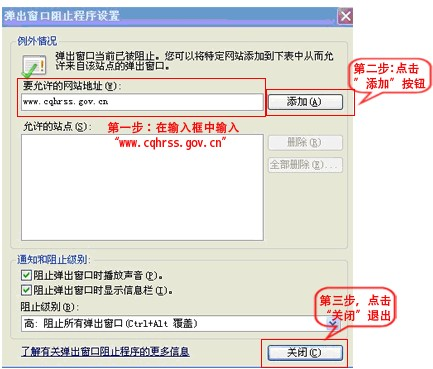 弹出窗口阻止程序设置
例外情况
弹出窗口当前已被阻止。您可以将特定网站添加到下表中从而允
许来自该站点的弹出窗口。
要允许的网站地址(W):
www.cqhrss.gov.cn
添加(A)
第二步:点击
”添加”按钮
允许的站点(S):
第一步：在输入框中输入
“www.cqhrss.gov.cn”
删除(R)
全部删除(E)...
通知和阻止级别:
阻止弹出窗口时播放声音(P)。
阻止弹出窗口时显示信息栏(I)。
阻止级别(B):
高: 阻止所有弹出窗口(Ctrl+Alt 覆盖)
第三步，点击
“关闭”退出
了解有关弹出窗口阻止程序的更多信息
关闭(C)